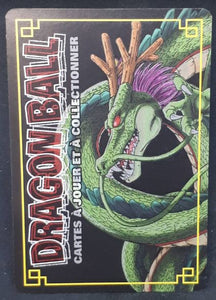 DRAGON BALL
CARTES À JOUER ET À COLLECTIONNER